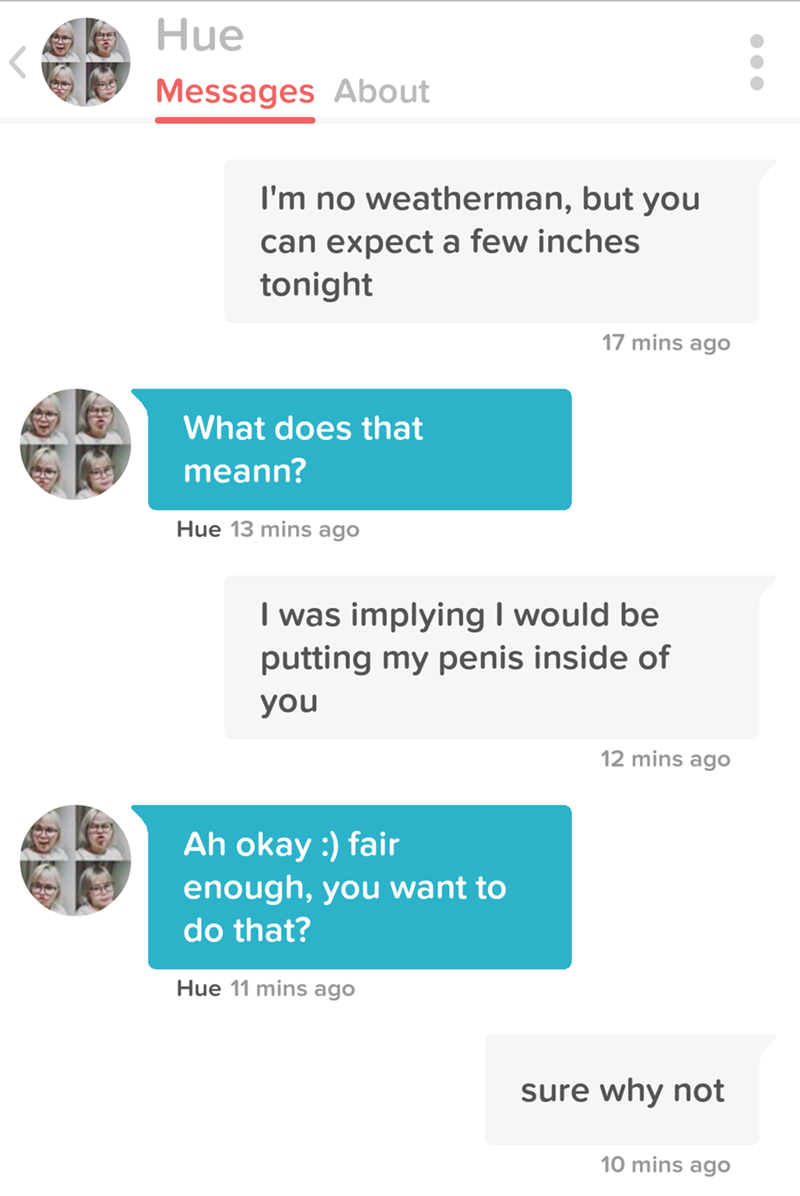 Hue
Messages About
I'm no weatherman, but you
can expect a few inches
tonight
17 mins ago
What does that
meann?
Hue 13 mins ago
I was implying I would be
putting my penis inside of
you
12 mins ago
Ah okay :) fair
enough, you want to
do that?
Hue 11 mins ago
sure why not
10 mins ago